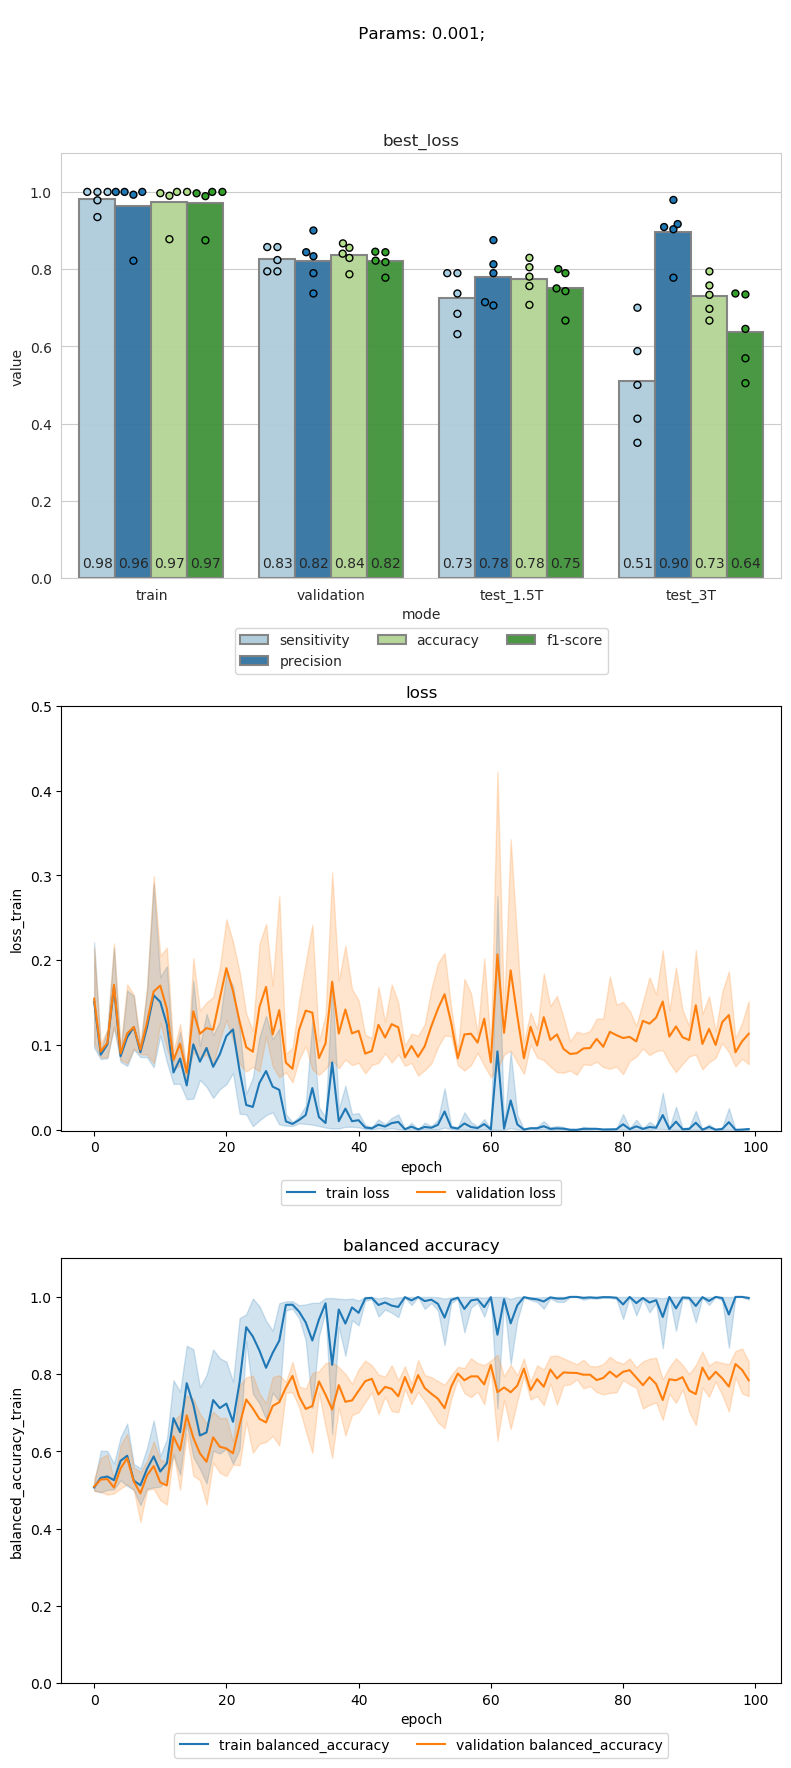 Params: 0.001;
best_loss
1.0
0.8
0.6
0.4
0.2
0.0
value
0.98 0.96 0.97 0.97 0.83 0.82 0.84 0.82 0.73 0.78 0.78 0.75 0.51 0.90 0.73 0.64
train validation test_1.5T test_3T
mode
sensitivity accuracy f1-score
precision
loss
0.5
0.4
0.3
0.2
0.1
0.0
loss_train
0 20 40 60 80 100
epoch
train loss validation loss
balanced accuracy
1.0
0.8
0.6
0.4
0.2
0.0
balanced_accuracy_train
0 20 40 60 80 100
epoch
train balanced_accuracy validation balanced_accuracy